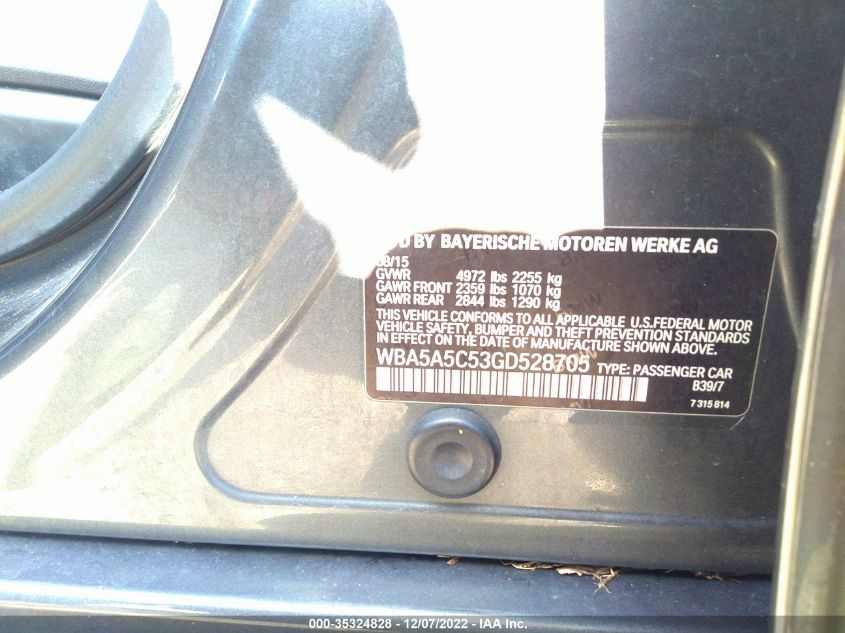 BY BAYERISCHE MOTOREN WERKE AG
08/15
GVWR 4972 lbs 2255 kg
GAWR FRONT 2359 lbs 1070 kg
GAWR REAR 2844 lbs 1290 kg
THIS VEHICLE CONFORMS TO ALL APPLICABLE U.S.FEDERAL MOTOR
VEHICLE SAFETY, BUMPER AND THEFT PREVENTION STANDARDS
IN EFFECT ON THE DATE OF MANUFACTURE SHOWN ABOVE.
WBA5A5C53GD528705 TYPE: PASSENGER CAR
B39/7
7 315 814
000-35324828 - 12/07/2022 - IAA Inc.